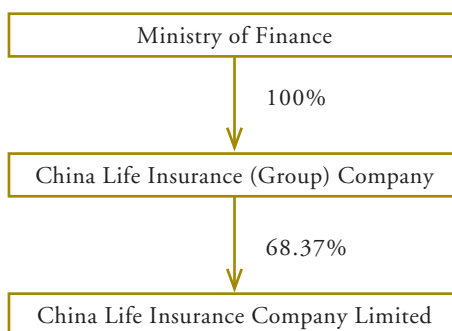 Ministry of Finance
100%
China Life Insurance (Group) Company
68.37%
China Life Insurance Company Limited